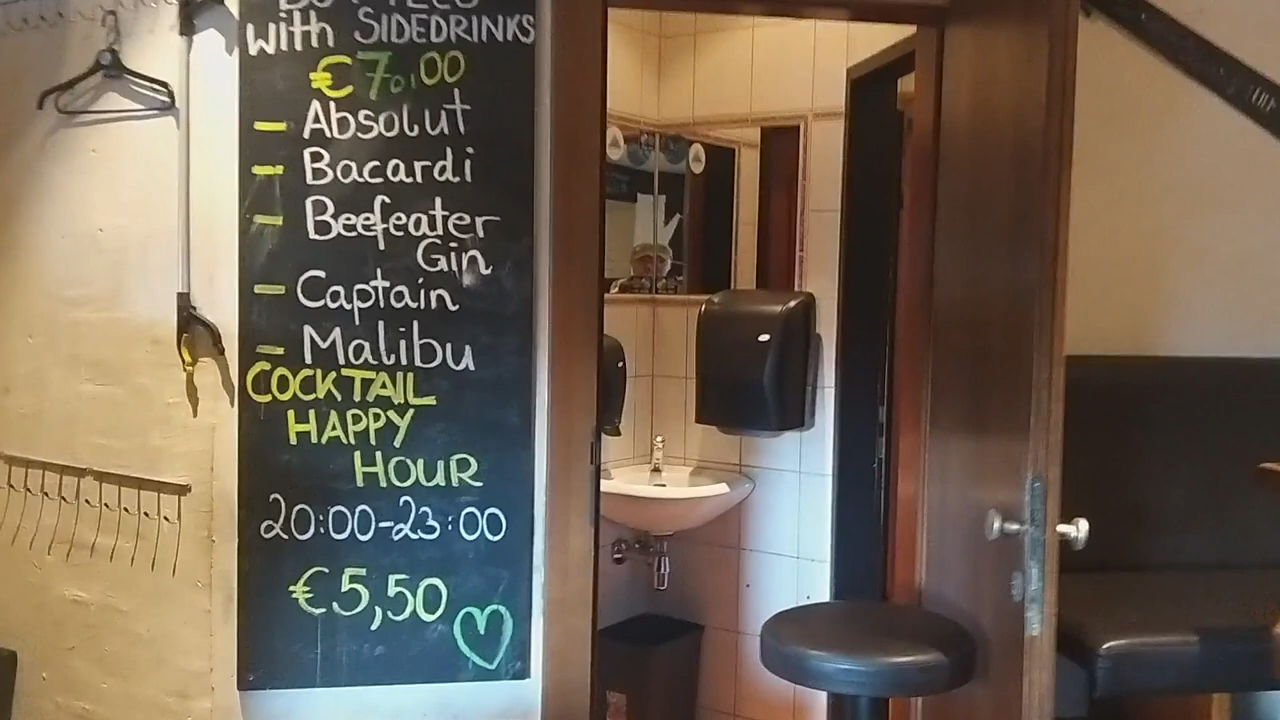 with SIDEDRINKS
€70,00
- Absolut
- Bacardi
- Beefeater
Gin
- Captain
- Malibu
COCKTAIL
HAPPY
HOUR
20:00-23:00
€5,50